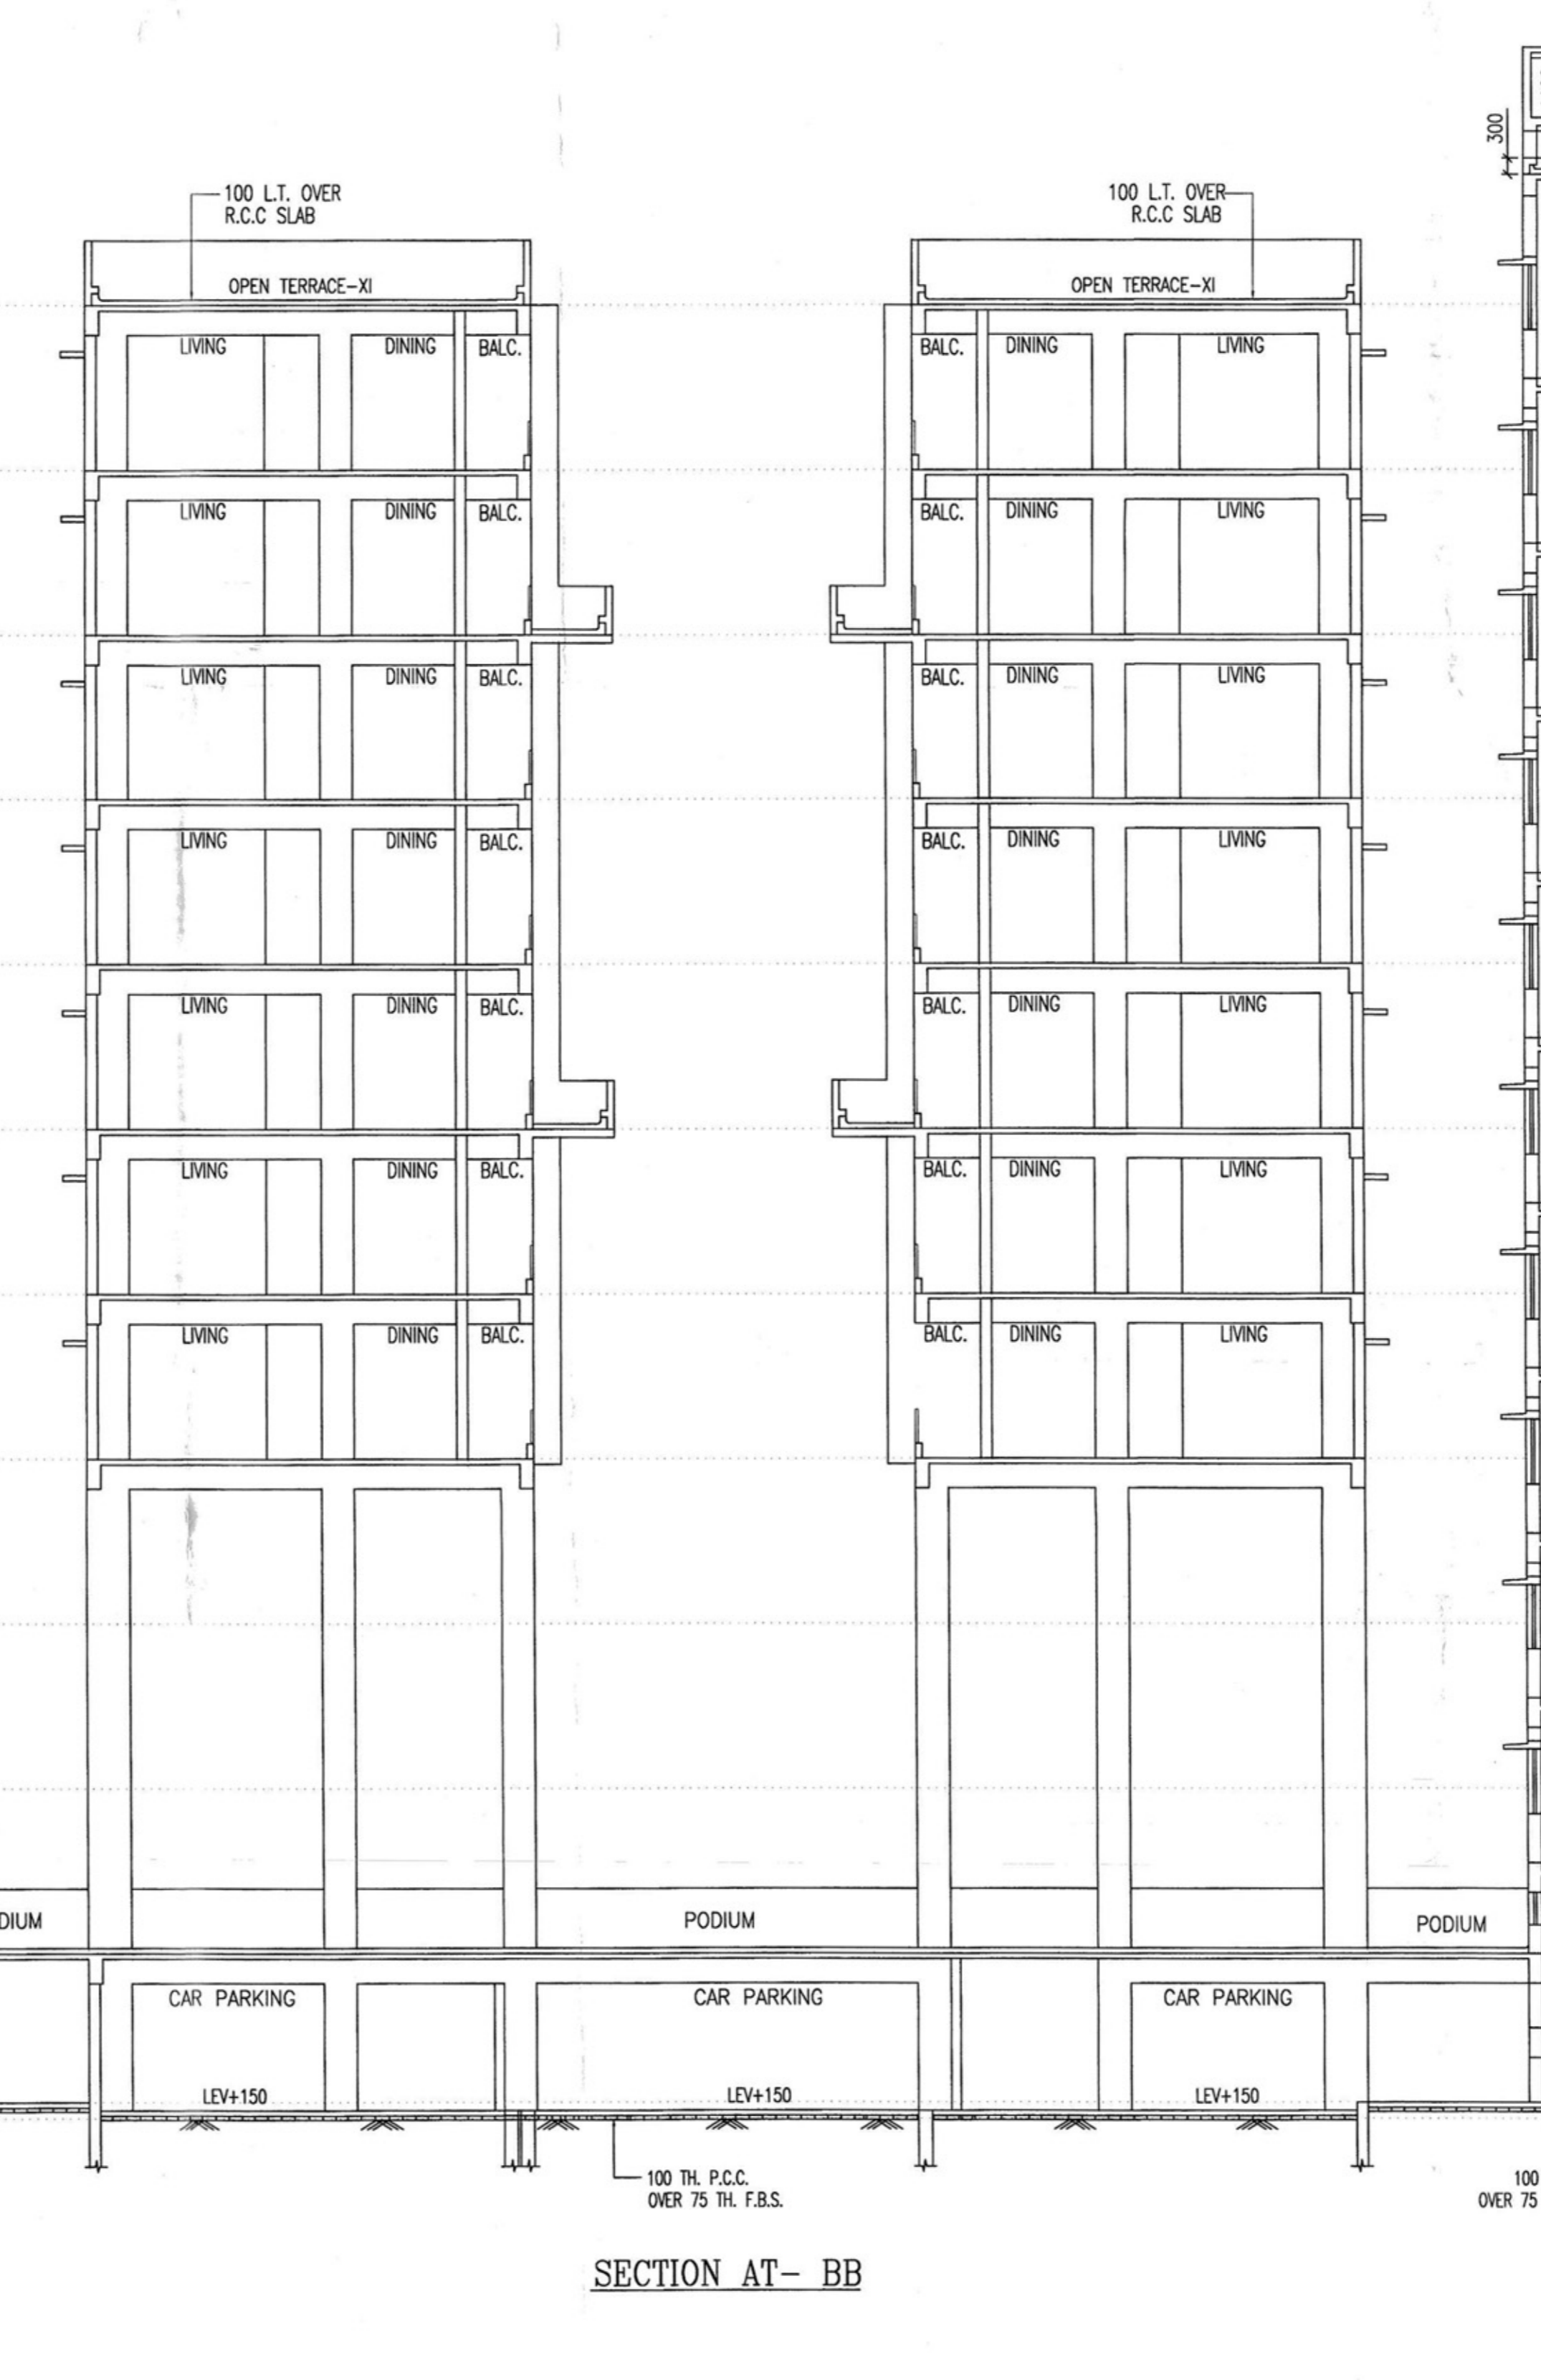 300
100 L.T. OVER
R.C.C SLAB
100 L.T. OVER
R.C.C SLAB
OPEN TERRACE-XI
OPEN TERRACE-XI
LIVING DINING BALC. BALC. DINING LIVING
LIVING DINING BALC. BALC. DINING LIVING
LIVING DINING BALC. BALC. DINING LIVING
LIVING DINING BALC. BALC. DINING LIVING
LIVING DINING BALC. BALC. DINING LIVING
LIVING DINING BALC. BALC. DINING LIVING
LIVING DINING BALC. BALC. DINING LIVING
DIUM PODIUM PODIUM
CAR PARKING CAR PARKING CAR PARKING
LEV+150 LEV+150 LEV+150
100 TH. P.C.C.
OVER 75 TH. F.B.S.
100
OVER 75
SECTION AT- BB